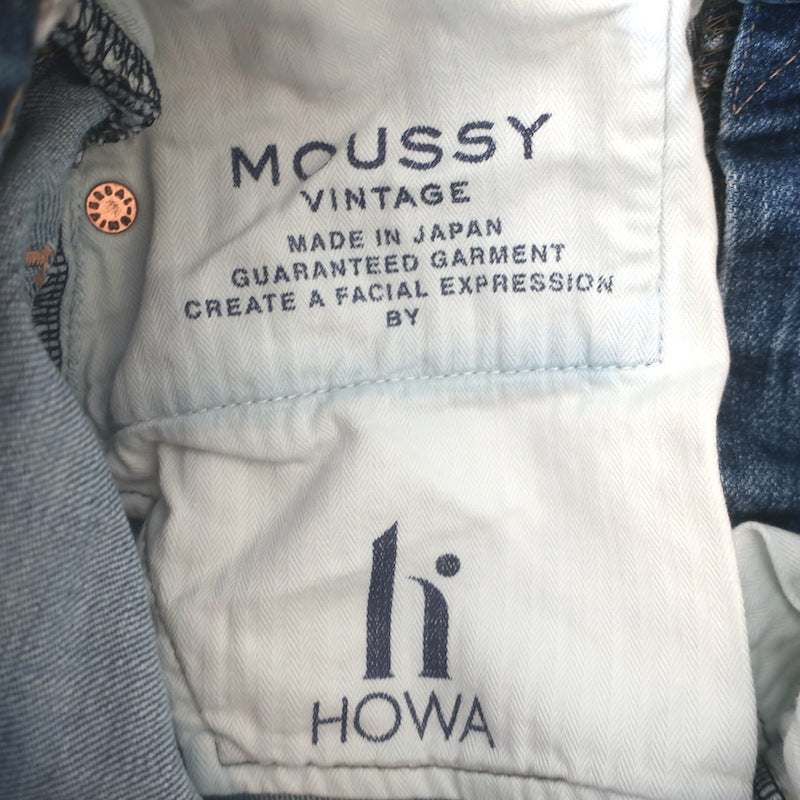 MOUSSY
VINTAGE
MADE IN JAPAN
GUARANTEED GARMENT
CREATE A FACIAL EXPRESSION
BY
HOWA